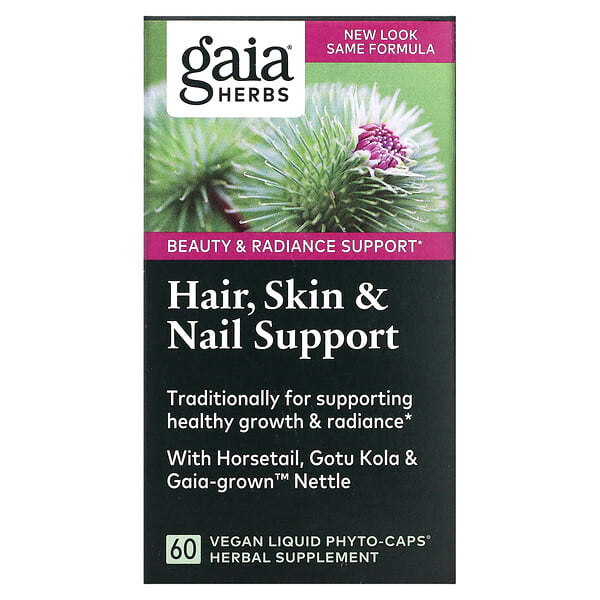 gaia®
HERBS
NEW LOOK
SAME FORMULA
BEAUTY & RADIANCE SUPPORT*
Hair, Skin &
Nail Support
Traditionally for supporting
healthy growth & radiance*
With Horsetail, Gotu Kola &
Gaia-grown™ Nettle
60
VEGAN LIQUID PHYTO-CAPS®
HERBAL SUPPLEMENT